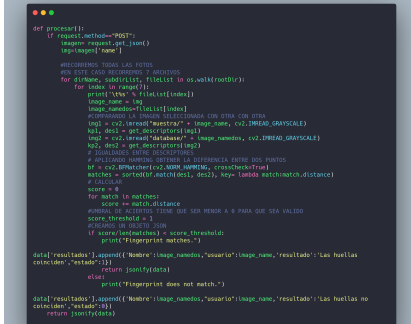 def procesar():
if request.method=="POST":
imagen= request.get_json()
img=imagen['name']
#RECORREMOS TODAS LAS FOTOS
#EN ESTE CASO RECORREMOS 7 ARCHIVOS
for dirName, subdirList, fileList in os.walk(rootDir):
for index in range(7):
print('\t%s' % fileList[index])
image_name = img
image_namedos=fileList[index]
#COMPARANDO LA IMAGEN SELECCIONADA CON OTRA CON OTRA
img1 = cv2.imread("muestra/" + image_name, cv2.IMREAD_GRAYSCALE)
kp1, des1 = get_descriptors(img1)
img2 = cv2.imread("database/" + image_namedos, cv2.IMREAD_GRAYSCALE)
kp2, des2 = get_descriptors(img2)
# IGUALDADES ENTRE DESCRIPTORES
# APLICANDO HAMMING OBTENER LA DIFERENCIA ENTRE DOS PUNTOS
bf = cv2.BFMatcher(cv2.NORM_HAMMING, crossCheck=True)
matches = sorted(bf.match(des1, des2), key= lambda match:match.distance)
# CALCULAR
score = 0
for match in matches:
score += match.distance
#UMBRAL DE ACIERTOS TIENE QUE SER MENOR A 0 PARA QUE SEA VALIDO
score_threshold = 1
#CREAMOS UN OBJETO JSON
if score/len(matches) < score_threshold:
print("Fingerprint matches.")
data['resultados'].append({'Nombre':image_namedos,"usuario":image_name,'resultado':'Las huellas
coinciden',"estado":1})
return jsonify(data)
else:
print("Fingerprint does not match.")
data['resultados'].append({'Nombre':image_namedos,"usuario":image_name,'resultado':'Las huellas no
coinciden',"estado":0})
return jsonify(data)